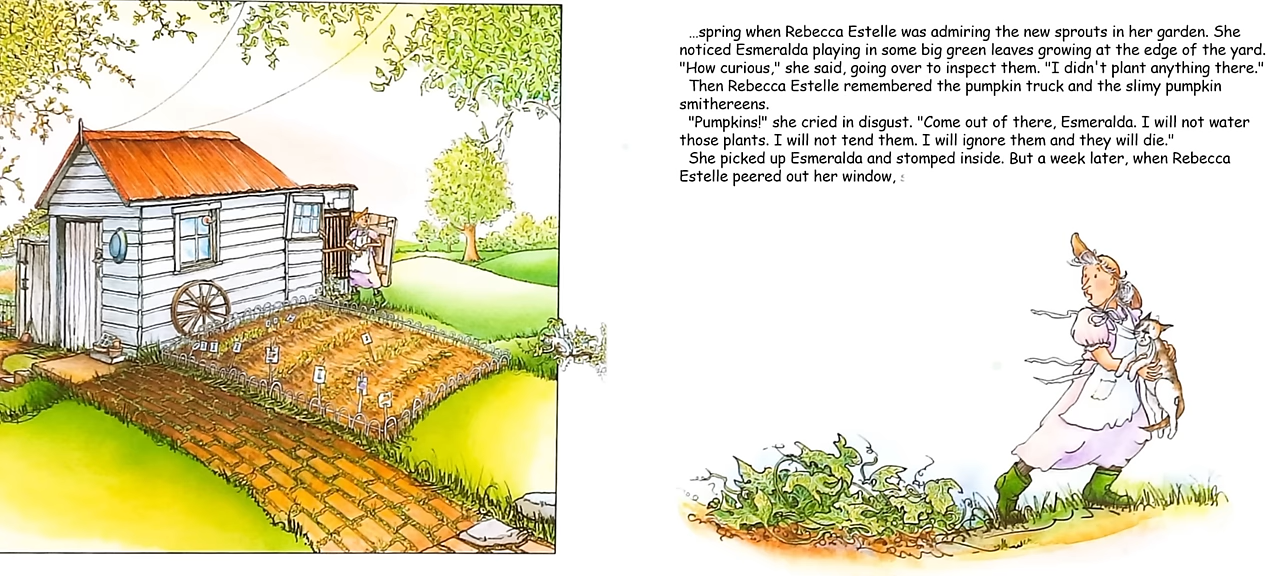 ...spring when Rebecca Estelle was admiring the new sprouts in her garden. She
noticed Esmeralda playing in some big green leaves growing at the edge of the yard.
"How curious," she said, going over to inspect them. "I didn't plant anything there."
Then Rebecca Estelle remembered the pumpkin truck and the slimy pumpkin
smithereens.
"Pumpkins!" she cried in disgust. "Come out of there, Esmeralda. I will not water
those plants. I will not tend them. I will ignore them and they will die."
She picked up Esmeralda and stomped inside. But a week later, when Rebecca
Estelle peered out her window,